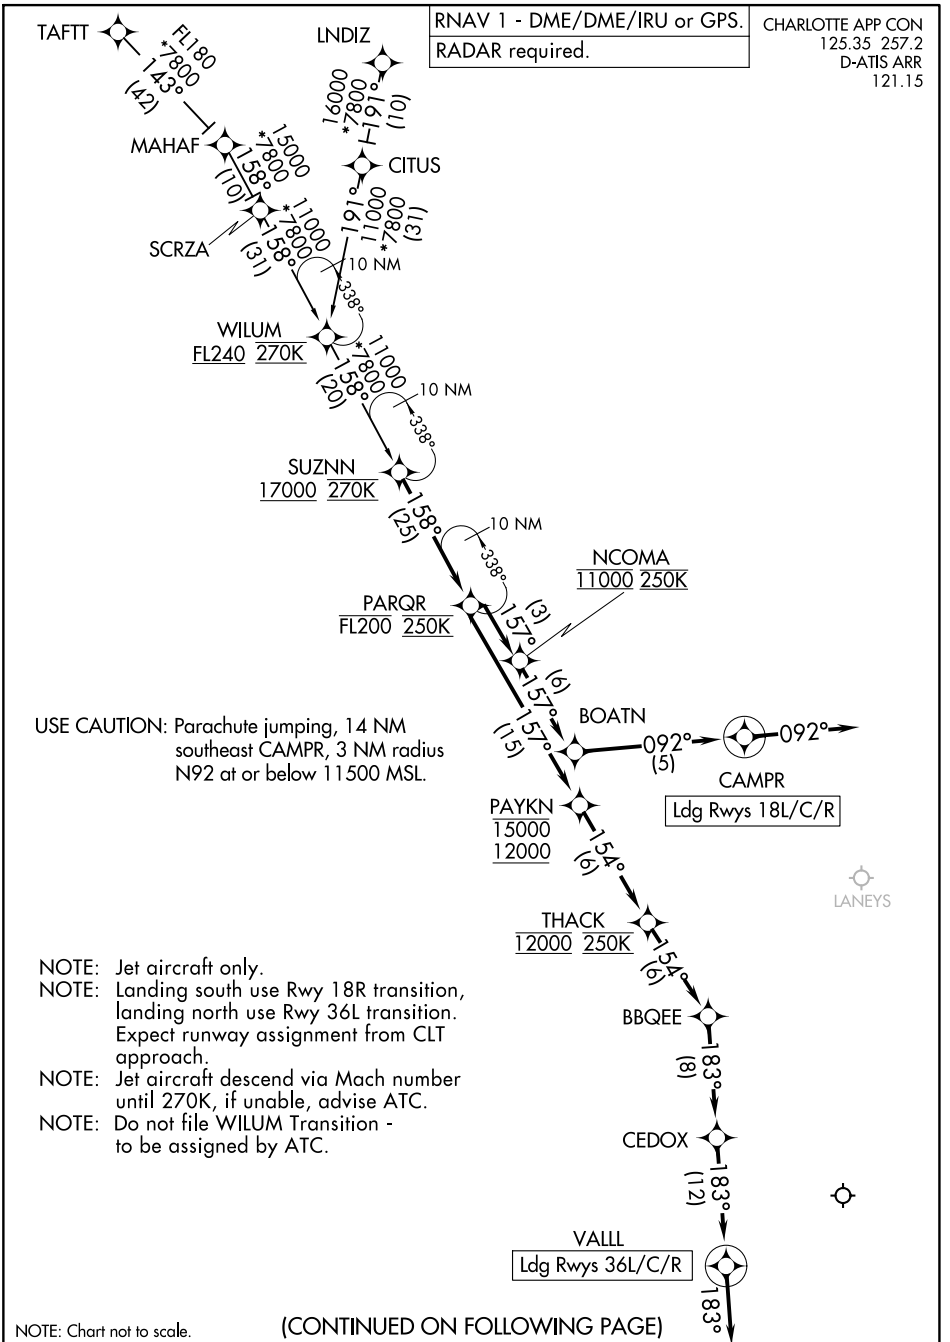 RNAV 1 - DME/DME/IRU or GPS.
RADAR required.
CHARLOTTE APP CON
125.35 257.2
D-ATIS ARR
121.15
TAFTT
FL180
*7800
143°
(42)
LNDIZ
16000
*7800
191°
(10)
MAHAF
15000
*7800
158°
(10)
CITUS
191°
11000
*7800
(31)
SCRZA
11000
*7800
158°
(31)
10 NM
338°
WILUM
FL240 270K
11000
*7800
158°
(20)
10 NM
338°
SUZNN
17000 270K
158°
(25)
10 NM
338°
NCOMA
11000 250K
PARQR
FL200 250K
(3)
157°
(6)
157°
157°
(15)
BOATN
092°
(5)
092°
CAMPR
Ldg Rwys 18L/C/R
USE CAUTION: Parachute jumping, 14 NM
southeast CAMPR, 3 NM radius
N92 at or below 11500 MSL.
PAYKN
15000
12000
154°
(6)
LANEYS
THACK
12000 250K
154°
(6)
NOTE: Jet aircraft only.
NOTE: Landing south use Rwy 18R transition,
landing north use Rwy 36L transition.
Expect runway assignment from CLT
approach.
NOTE: Jet aircraft descend via Mach number
until 270K, if unable, advise ATC.
NOTE: Do not file WILUM Transition -
to be assigned by ATC.
BBQEE
183°
(8)
CEDOX
183°
(12)
VALLL
Ldg Rwys 36L/C/R
183°
NOTE: Chart not to scale.
(CONTINUED ON FOLLOWING PAGE)